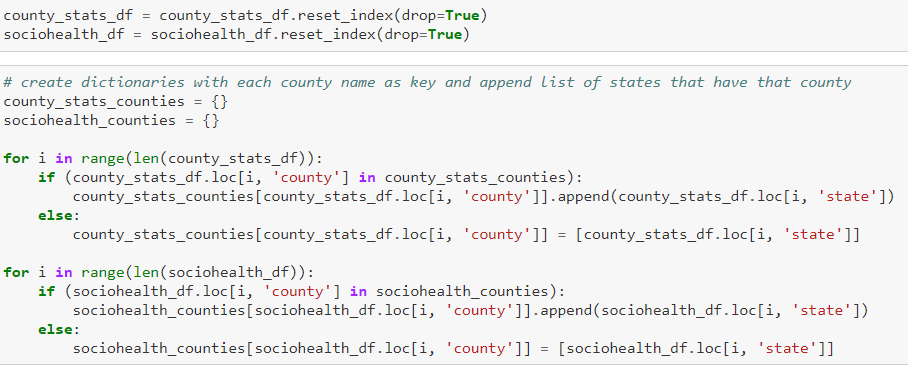 county_stats_df = county_stats_df.reset_index(drop=True)
sociohealth_df = sociohealth_df.reset_index(drop=True)
# create dictionaries with each county name as key and append list of states that have that county
county_stats_counties = {}
sociohealth_counties = {}
for i in range(len(county_stats_df)):
    if (county_stats_df.loc[i, 'county'] in county_stats_counties):
        county_stats_counties[county_stats_df.loc[i, 'county']].append(county_stats_df.loc[i, 'state'])
    else:
        county_stats_counties[county_stats_df.loc[i, 'county']] = [county_stats_df.loc[i, 'state']]
for i in range(len(sociohealth_df)):
    if (sociohealth_df.loc[i, 'county'] in sociohealth_counties):
        sociohealth_counties[sociohealth_df.loc[i, 'county']].append(sociohealth_df.loc[i, 'state'])
    else:
        sociohealth_counties[sociohealth_df.loc[i, 'county']] = [sociohealth_df.loc[i, 'state']]